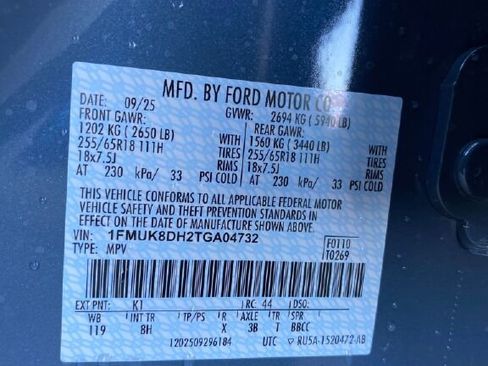 MFD. BY FORD MOTOR CO.
DATE: 09/25 GVWR: 2694 KG ( 5940 LB)
FRONT GAWR: REAR GAWR:
1202 KG ( 2650 LB) WITH 1560 KG ( 3440 LB) WITH
255/65R18 111H TIRES 255/65R18 111H TIRES
18x7.5J RIMS 18x7.5J RIMS
AT 230 kPa/ 33 PSI COLD AT 230 kPa/ 33 PSI COLD
THIS VEHICLE CONFORMS TO ALL APPLICABLE FEDERAL MOTOR
VEHICLE SAFETY AND THEFT PREVENTION STANDARDS IN
EFFECT ON THE DATE OF MANUFACTURE SHOWN ABOVE.
VIN: 1FMUK8DH2TGA04732 F0110
TYPE: MPV T0269
EXT PNT: K1 RC: 44 DSO:
WB INT TR TP/PS R AXLE TR SPR
119 8H X 3B T BBCC
1202509296184 UTC ▽ RU5A-1520472-AB